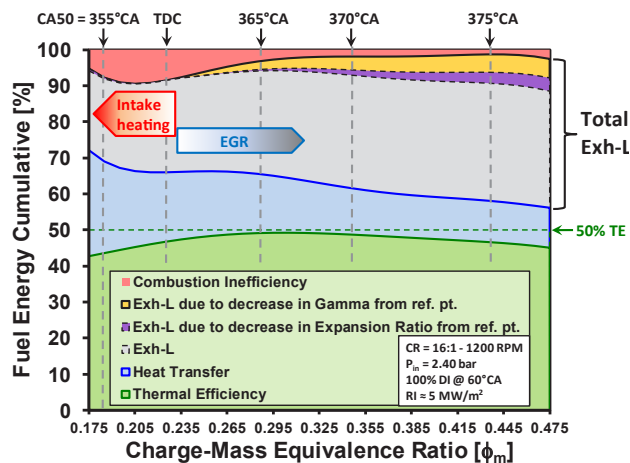 CA50 = 355°CA TDC 365°CA 370°CA 375°CA
Fuel Energy Cumulative [%]
100
90
80
70
60
50
40
30
20
10
0
Intake
heating
EGR
Total
Exh-L
50% TE
Combustion Inefficiency
Exh-L due to decrease in Gamma from ref. pt.
Exh-L due to decrease in Expansion Ratio from ref. pt.
Exh-L
Heat Transfer
Thermal Efficiency
CR = 16:1 - 1200 RPM
Pin = 2.40 bar
100% DI @ 60°CA
RI ≈ 5 MW/m²
0.175 0.205 0.235 0.265 0.295 0.325 0.355 0.385 0.415 0.445 0.475
Charge-Mass Equivalence Ratio [ϕm]